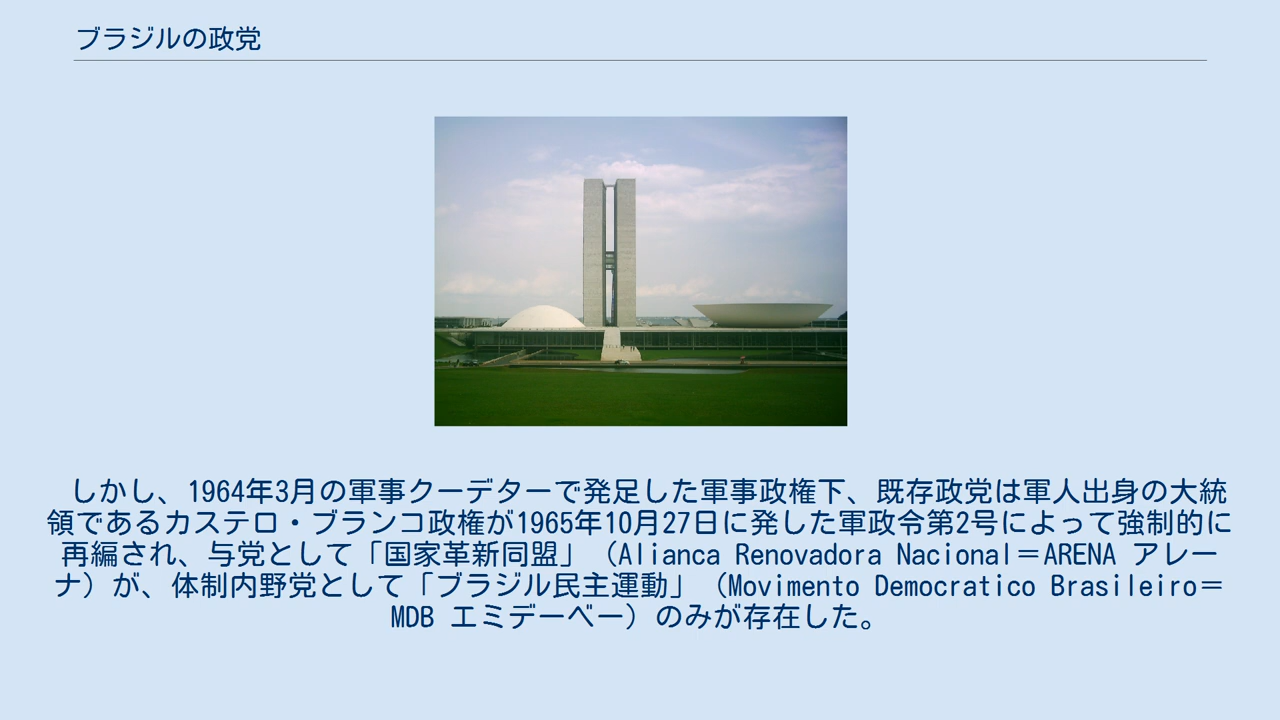 ブラジルの政党
しかし、1964年3月の軍事クーデターで発足した軍事政権下、既存政党は軍人出身の大統
領であるカステロ・ブランコ政権が1965年10月27日に発した軍政令第2号によって強制的に
再編され、与党として「国家革新同盟」（Alianca Renovadora Nacional＝ARENA アレー
ナ）が、体制内野党として「ブラジル民主運動」（Movimento Democratico Brasileiro＝
MDB エミデーベー）のみが存在した。